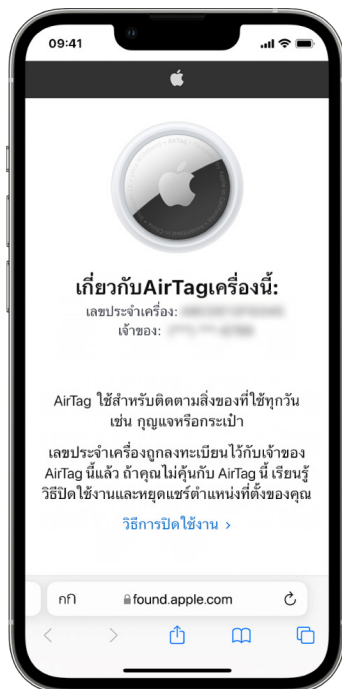 09:41
เกี่ยวกับAirTagเครื่องนี้:
เลขประจำเครื่อง:
เจ้าของ:
AirTag ใช้สำหรับติดตามสิ่งของที่ใช้ทุกวัน
เช่น กุญแจหรือกระเป๋า
เลขประจำเครื่องถูกลงทะเบียนไว้กับเจ้าของ
AirTag นี้แล้ว ถ้าคุณไม่คุ้นกับ AirTag นี้ เรียนรู้
วิธีปิดใช้งานและหยุดแชร์ตำแหน่งที่ตั้งของคุณ
วิธีการปิดใช้งาน >
กก found.apple.com